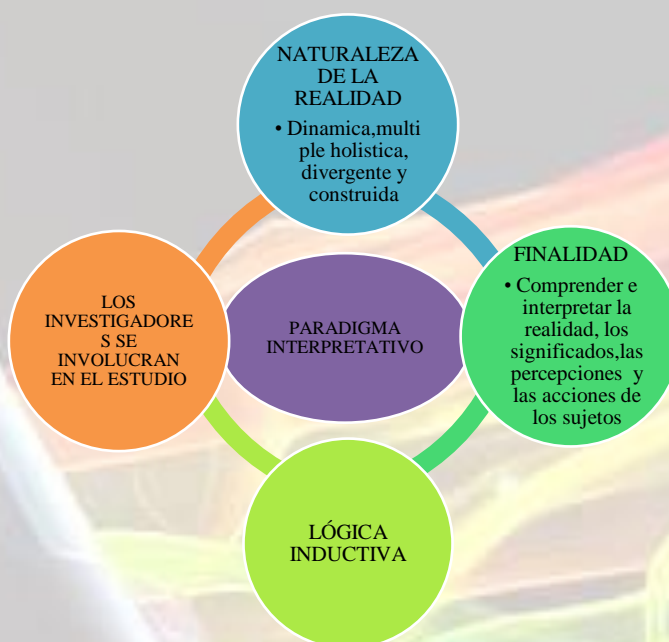 NATURALEZA
DE LA
REALIDAD
• Dinamica,multi
ple holistica,
divergente y
construida
FINALIDAD
• Comprender e
interpretar la
realidad, los
significados,las
percepciones y
las acciones de
los sujetos
LOS
INVESTIGADORE
S SE
INVOLUCRAN
EN EL ESTUDIO
PARADIGMA
INTERPRETATIVO
LÓGICA
INDUCTIVA